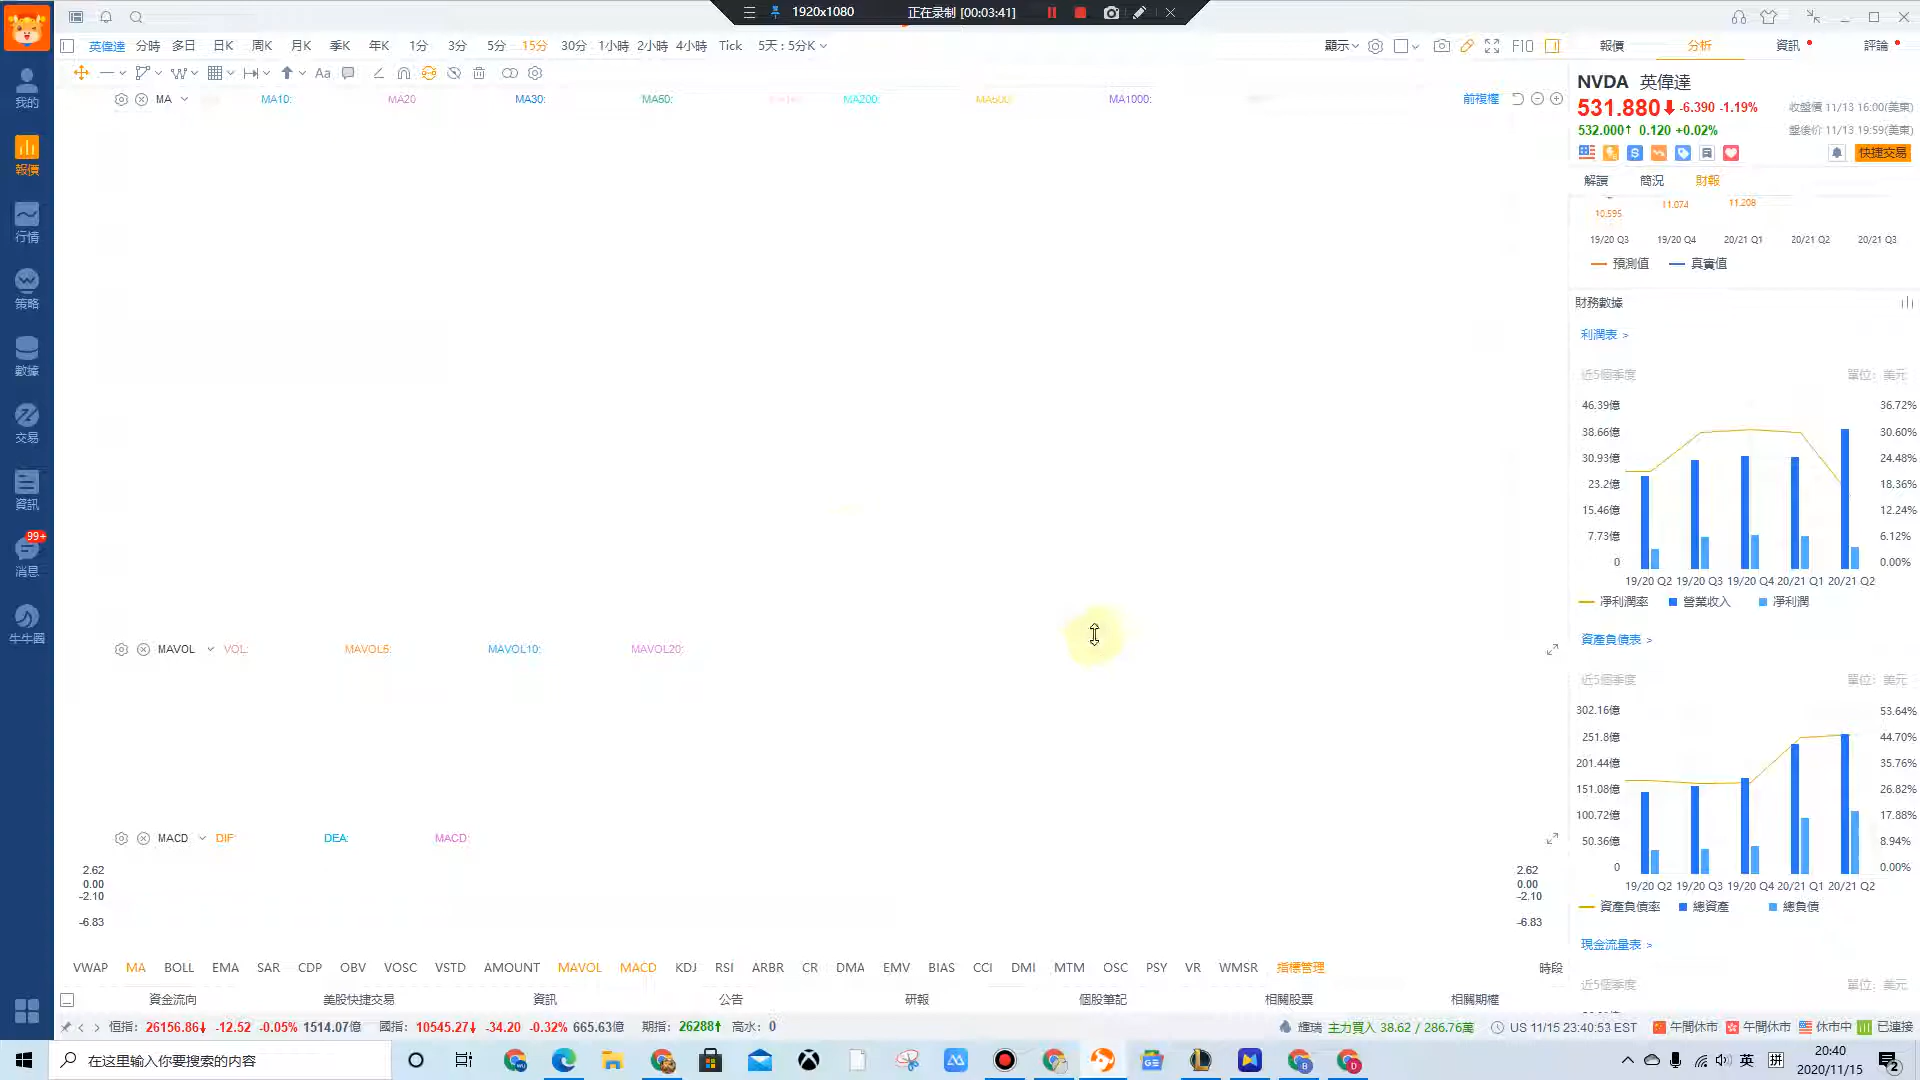 1920x1080 正在录制 [00:03:41]
英偉達 分時 多日 日K 周K 月K 季K 年K 1分 3分 5分 15分 30分 1小時 2小時 4小時 Tick 5天 : 5分K
顯示 F10 報價 分析 資訊 評論
Aa
MA MA10: MA20 MA30: MA50: MA200: MA500: MA1000: 前複權
NVDA 英偉達
531.880 -6.390 -1.19% 收盤價 11/13 16:00(美東)
532.000↑ 0.120 +0.02% 盤後价 11/13 19:59(美東)
快捷交易
解讀 簡況 財報
10.595 11.074 11.208
19/20 Q3 19/20 Q4 20/21 Q1 20/21 Q2 20/21 Q3
預測值 真實值
財務數據
利潤表 >
近5個季度 單位: 美元
46.39億 36.72%
38.66億 30.60%
30.93億 24.48%
23.2億 18.36%
15.46億 12.24%
7.73億 6.12%
0 0.00%
19/20 Q2 19/20 Q3 19/20 Q4 20/21 Q1 20/21 Q2
淨利潤率 營業收入 淨利潤
資產負債表 >
近5個季度 單位: 美元
302.16億 53.64%
251.8億 44.70%
201.44億 35.76%
151.08億 26.82%
100.72億 17.88%
50.36億 8.94%
0 0.00%
19/20 Q2 19/20 Q3 19/20 Q4 20/21 Q1 20/21 Q2
資產負債率 總資產 總負債
現金流量表 >
近5個季度 單位: 美元
我的
報價
行情
策略
數據
交易
資訊
99+
消息
牛牛圈
MAVOL VOL: MAVOL5: MAVOL10: MAVOL20:
MACD DIF: DEA: MACD:
2.62 2.62
0.00 0.00
-2.10 -2.10
-6.83 -6.83
VWAP MA BOLL EMA SAR CDP OBV VOSC VSTD AMOUNT MAVOL MACD KDJ RSI ARBR CR DMA EMV BIAS CCI DMI MTM OSC PSY VR WMSR 指標管理 時段
資金流向 美股快捷交易 資訊 公告 研報 個股筆記 相關股票 相關期權
恒指: 26156.86↓ -12.52 -0.05% 1514.07億 國指: 10545.27↓ -34.20 -0.32% 665.63億 期指: 26288↑ 高水: 0 輝瑞 主力買入 38.62 / 286.76萬 US 11/15 23:40:53 EST 午間休市 午間休市 休市中 已連接
在这里输入你要搜索的内容
英 拼 20:40
2020/11/15 2